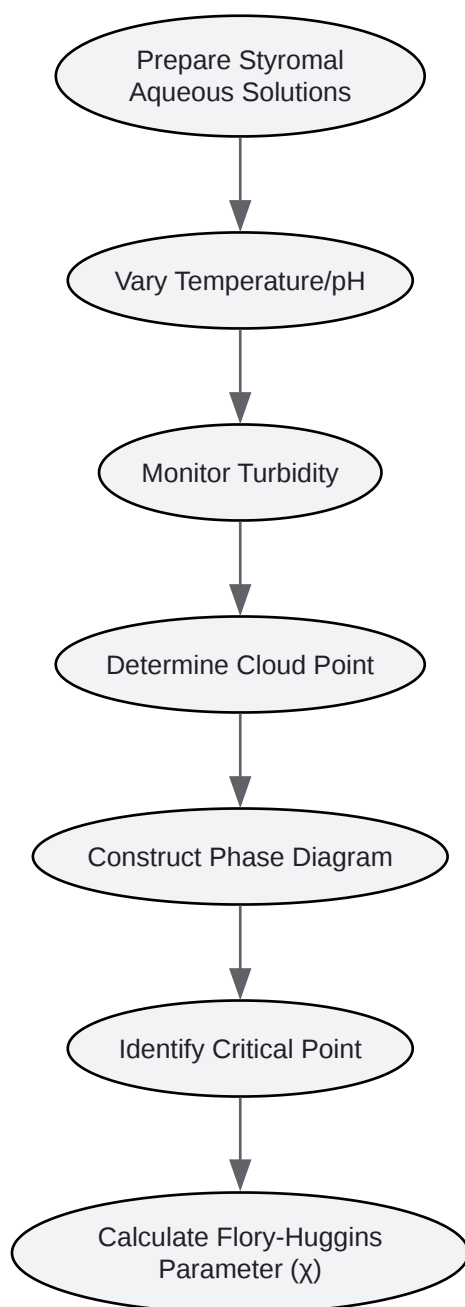 Prepare Styromal
Aqueous Solutions
Vary Temperature/pH
Monitor Turbidity
Determine Cloud Point
Construct Phase Diagram
Identify Critical Point
Calculate Flory-Huggins
Parameter (χ)